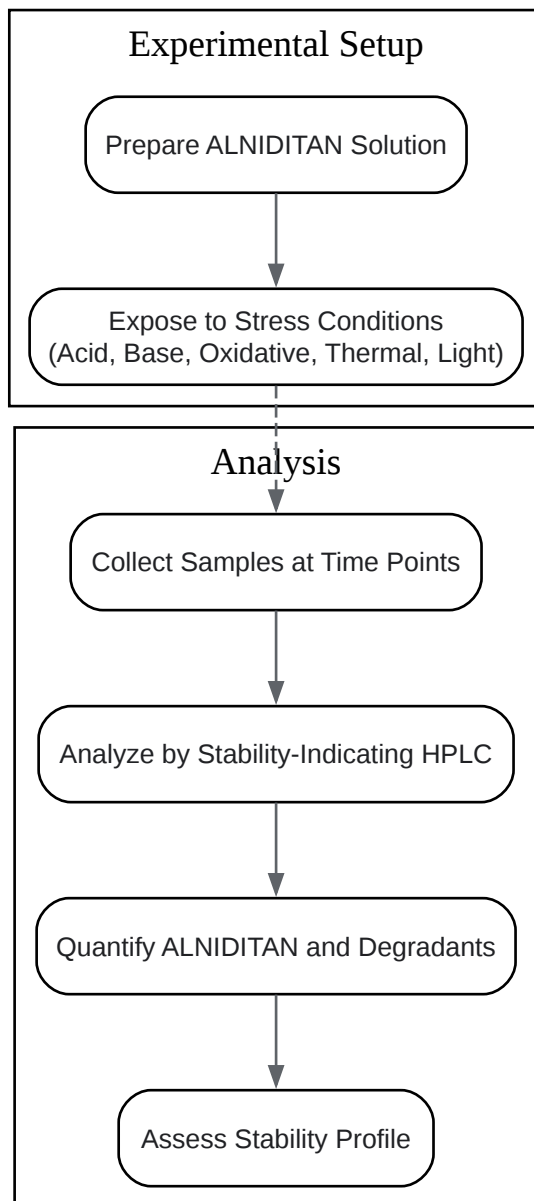 Experimental Setup
Prepare ALNIDITAN Solution
Expose to Stress Conditions
(Acid, Base, Oxidative, Thermal, Light)
Analysis
Collect Samples at Time Points
Analyze by Stability-Indicating HPLC
Quantify ALNIDITAN and Degradants
Assess Stability Profile